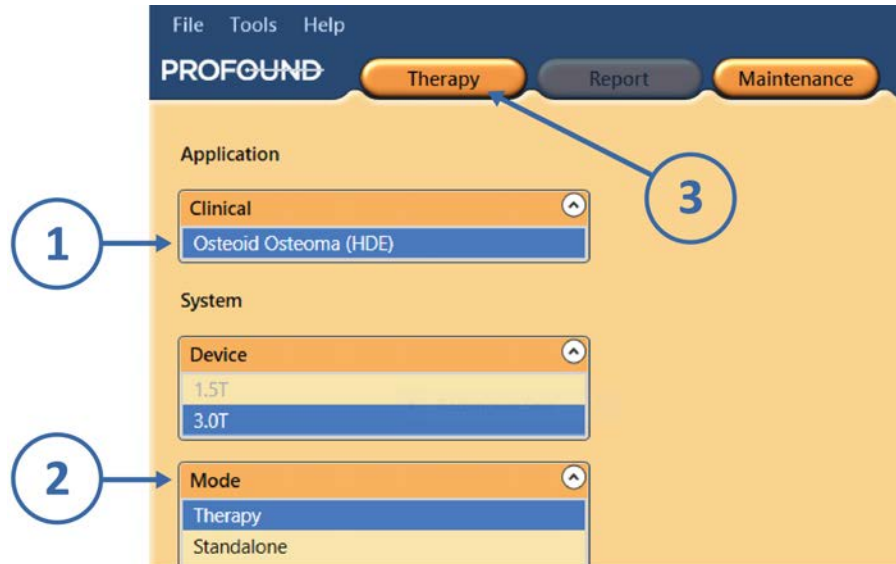 File Tools Help
PROFOUND Therapy Report Maintenance
Application
Clinical
1 Osteoid Osteoma (HDE)
3
System
Device
1.5T
3.0T
2 Mode
Therapy
Standalone